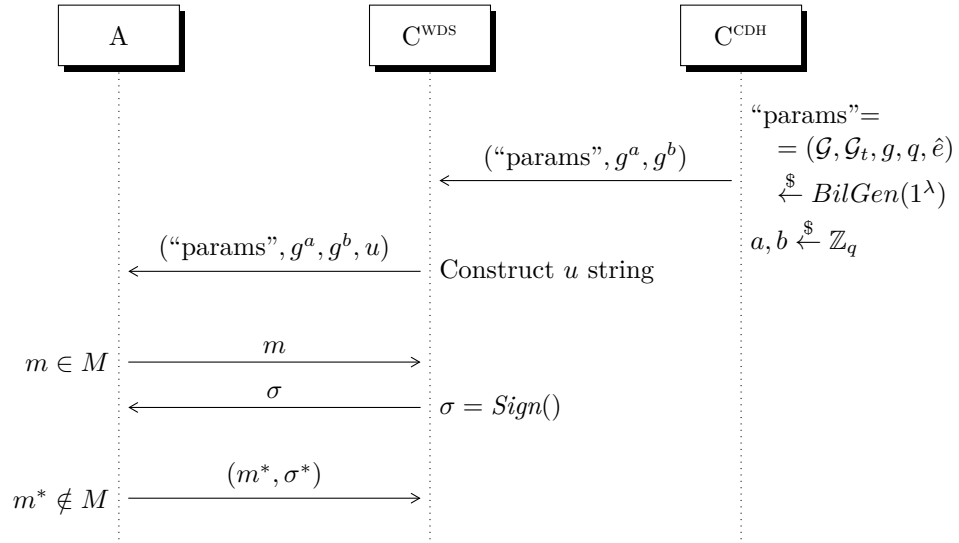 A C^WDS C^CDH
“params”=
= (𝒢, 𝒢_t, g, q, ê)
(“params”, g^a, g^b)
←$ BilGen(1^λ)
a, b ←$ ℤ_q
(“params”, g^a, g^b, u)
Construct u string
m ∈ M
m
σ
σ = Sign()
m* ∉ M
(m*, σ*)